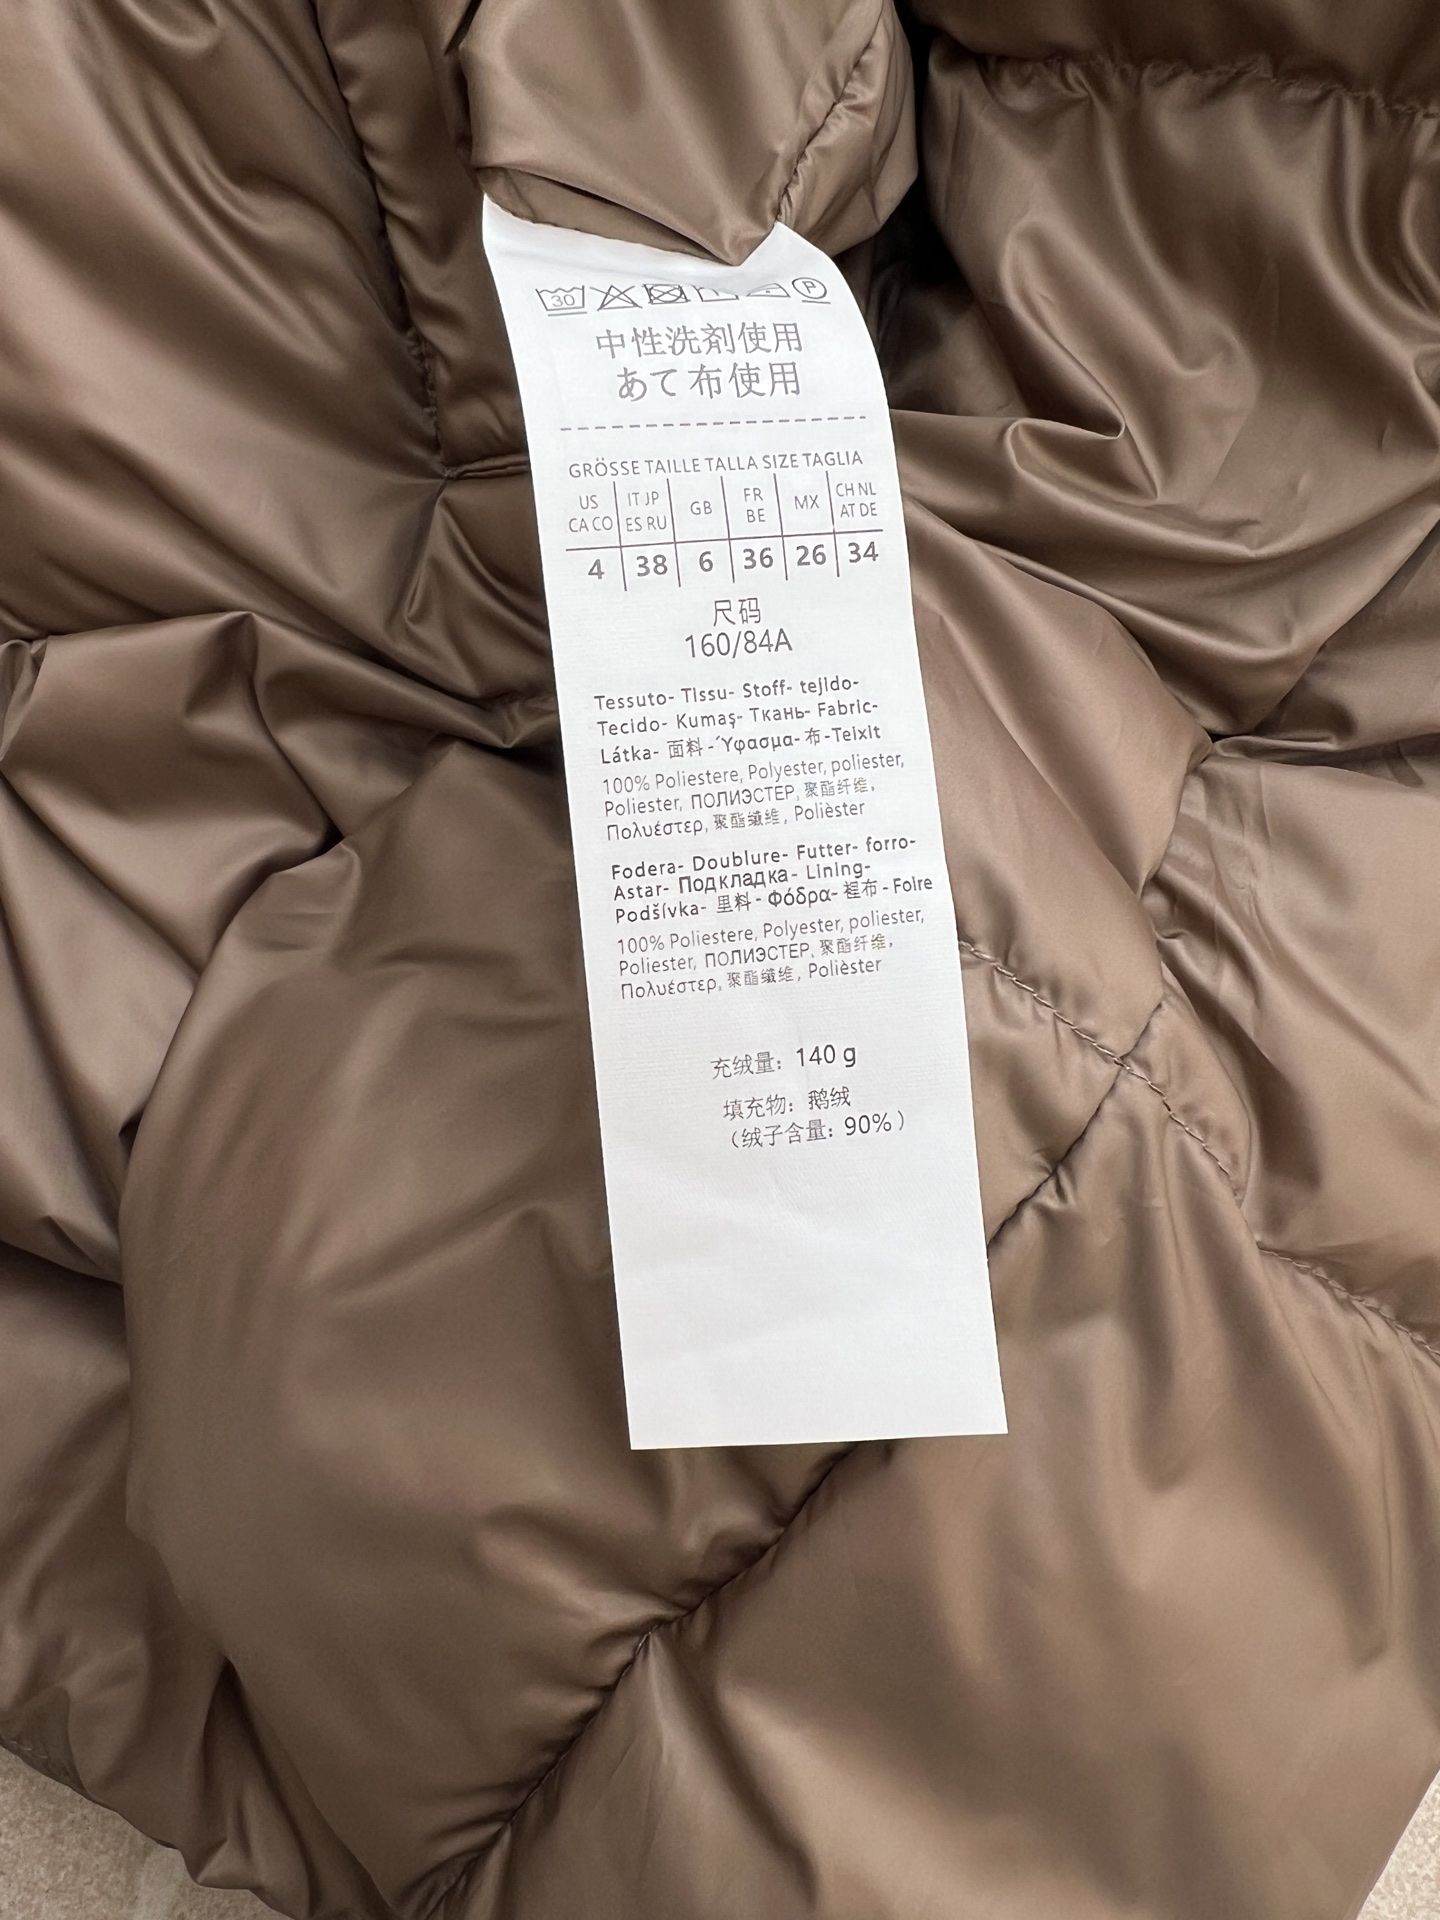 30 P
中性洗剤使用
あて布使用
GRÖSSE TAILLE TALLA SIZE TAGLIA
US CA CO IT JP ES RU GB FR BE MX CH NL AT DE
4 38 6 36 26 34
尺码
160/84A
Tessuto- Tissu- Stoff- tejido-
Tecido- Kumaş- Ткань- Fabric-
Látka- 面料 -Ύφασμα- 布 -Teixit
100% Poliestere, Polyester, poliester,
Poliester, ПОЛИЭСТЕР, 聚酯纤维,
Πολυέστερ, 聚酯纖维, Polièster
Fodera- Doublure- Futter- forro-
Astar- Подкладка- Lining-
Podšívka- 里料 - Φόδρα- 裡布 - Folre
100% Poliestere, Polyester, poliester,
Poliester, ПОЛИЭСТЕР, 聚酯纤维,
Πολυέστερ, 聚酯纖维, Polièster
充绒量: 140 g
填充物: 鹅绒
(绒子含量: 90%)